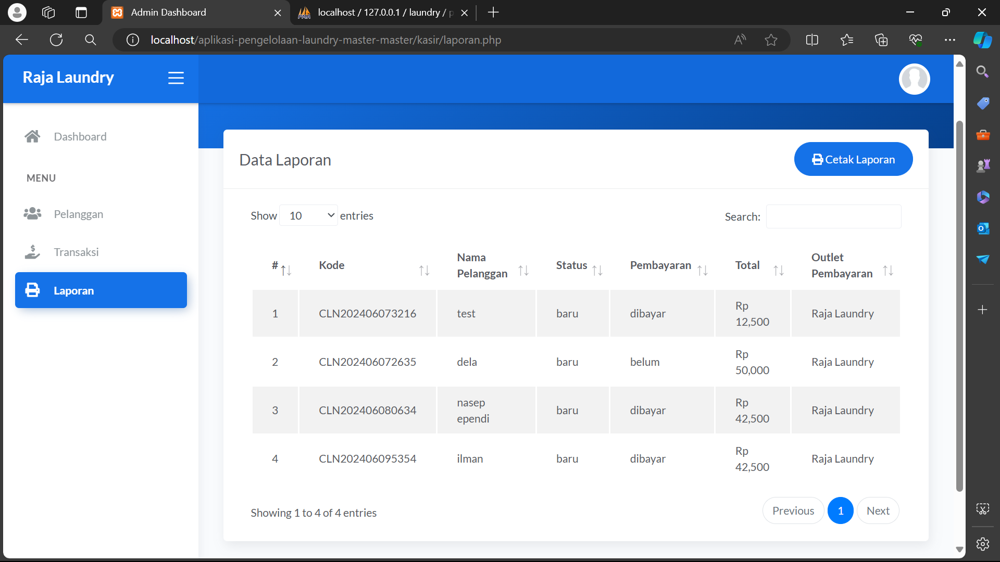 Admin Dashboard
localhost / 127.0.0.1 / laundry / p
localhost/aplikasi-pengelolaan-laundry-master-master/kasir/laporan.php
Raja Laundry
Dashboard
MENU
Pelanggan
Transaksi
Laporan
Data Laporan
Cetak Laporan
Show 10 entries
Search:
# Kode Nama Pelanggan Status Pembayaran Total Outlet Pembayaran
1 CLN202406073216 test baru dibayar Rp 12,500 Raja Laundry
2 CLN202406072635 dela baru belum Rp 50,000 Raja Laundry
3 CLN202406080634 nasep ependi baru dibayar Rp 42,500 Raja Laundry
4 CLN202406095354 ilman baru dibayar Rp 42,500 Raja Laundry
Showing 1 to 4 of 4 entries
Previous 1 Next